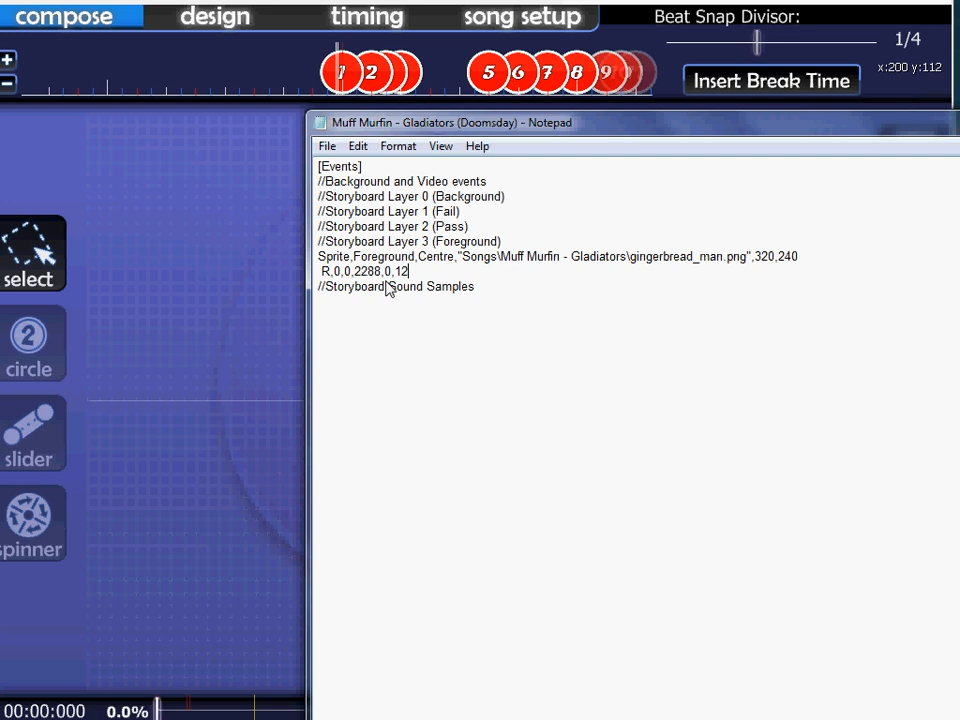 compose
design
timing
song setup
Beat Snap Divisor:
1/4
1 2
5 6 7 8 9
x:200 y:112
Insert Break Time
Muff Murfin - Gladiators (Doomsday) - Notepad
File Edit Format View Help
[Events]
//Background and Video events
//Storyboard Layer 0 (Background)
//Storyboard Layer 1 (Fail)
//Storyboard Layer 2 (Pass)
//Storyboard Layer 3 (Foreground)
Sprite,Foreground,Centre,"Songs\Muff Murfin - Gladiators\gingerbread_man.png",320,240
R,0,0,2288,0,12
//Storyboard Sound Samples
select
2
circle
slider
spinner
00:00:000
0.0%